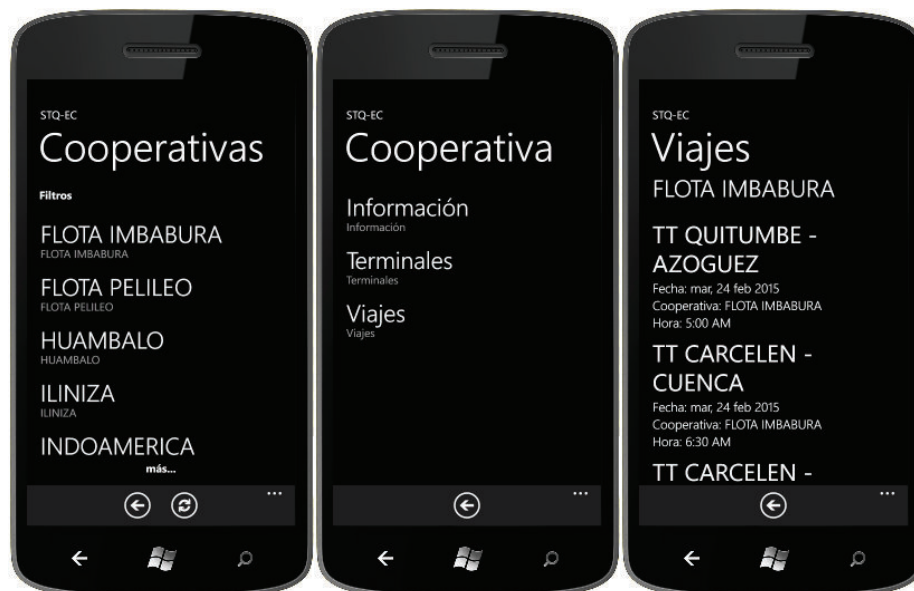 STQ-EC
Cooperativas
Filtros
FLOTA IMBABURA
FLOTA IMBABURA
FLOTA PELILEO
FLOTA PELILEO
HUAMBALO
HUAMBALO
ILINIZA
ILINIZA
INDOAMERICA
más...
STQ-EC
Cooperativa
Información
Información
Terminales
Terminales
Viajes
Viajes
STQ-EC
Viajes
FLOTA IMBABURA
TT QUITUMBE -
AZOGUEZ
Fecha: mar, 24 feb 2015
Cooperativa: FLOTA IMBABURA
Hora: 5:00 AM
TT CARCELEN -
CUENCA
Fecha: mar, 24 feb 2015
Cooperativa: FLOTA IMBABURA
Hora: 6:30 AM
TT CARCELEN -